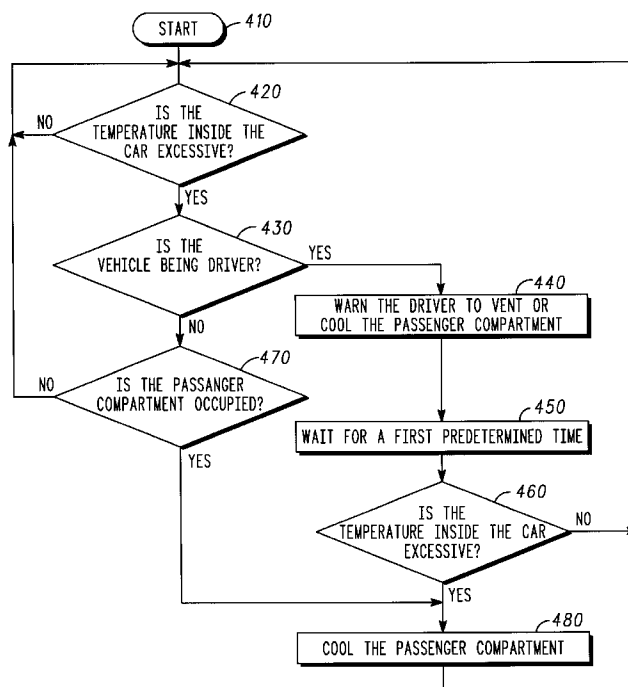 START
410
420
IS THE
TEMPERATURE INSIDE THE
CAR EXCESSIVE?
NO
YES
430
IS THE
VEHICLE BEING DRIVER?
YES
NO
440
WARN THE DRIVER TO VENT OR
COOL THE PASSENGER COMPARTMENT
470
IS THE PASSANGER
COMPARTMENT OCCUPIED?
NO
YES
450
WAIT FOR A FIRST PREDETERMINED TIME
460
IS THE
TEMPERATURE INSIDE THE CAR
EXCESSIVE?
NO
YES
480
COOL THE PASSENGER COMPARTMENT